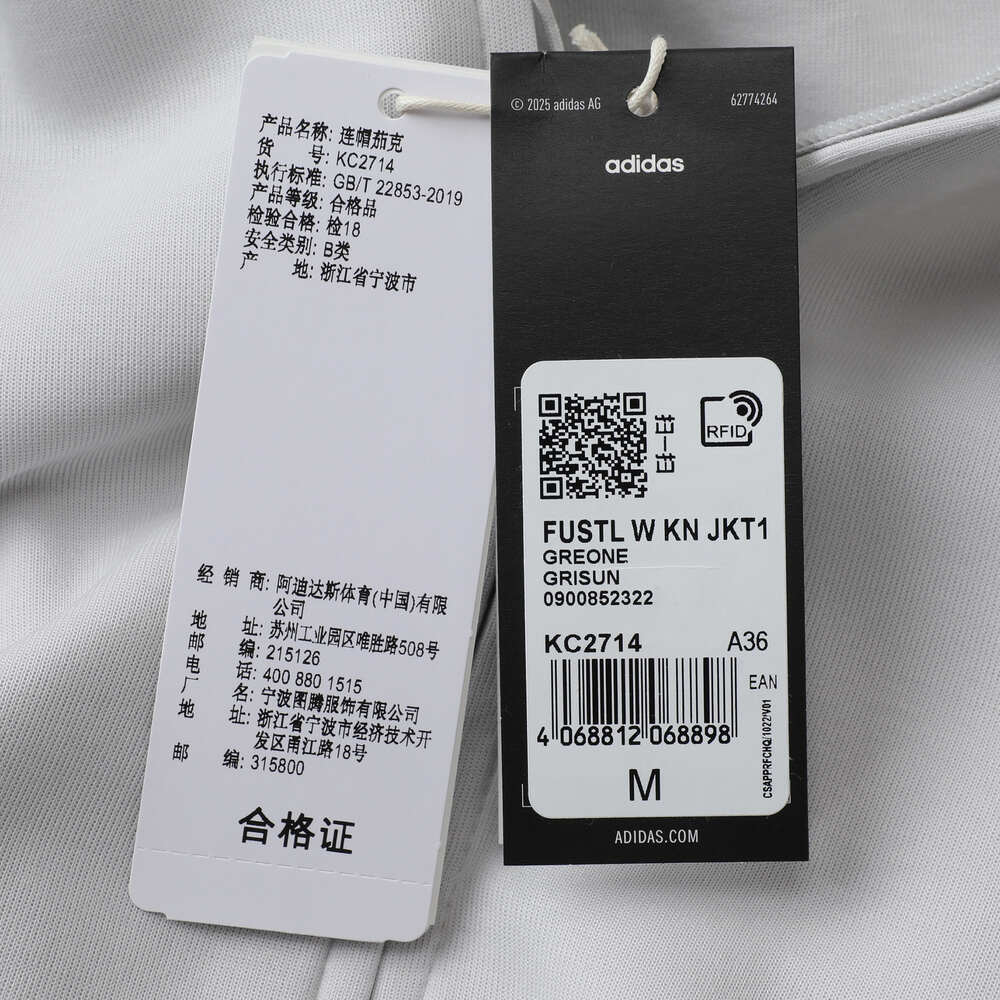 产品名称: 连帽茄克
货 号: KC2714
执行标准: GB/T 22853-2019
产品等级: 合格品
检验合格: 检18
安全类别: B类
产 地: 浙江省宁波市
经 销 商: 阿迪达斯体育(中国)有限
公司
地 址: 苏州工业园区唯胜路508号
邮 编: 215126
电 话: 400 880 1515
厂 名: 宁波图腾服饰有限公司
地 址: 浙江省宁波市经济技术开
发区甬江路18号
邮 编: 315800
合格证
© 2025 adidas AG
62774264
adidas
扫一扫
RFID
FUSTL W KN JKT1
GREONE
GRISUN
0900852322
KC2714 A36
EAN
4 068812 068898
M
CSAPPRFCHQ/1022/V01
ADIDAS.COM